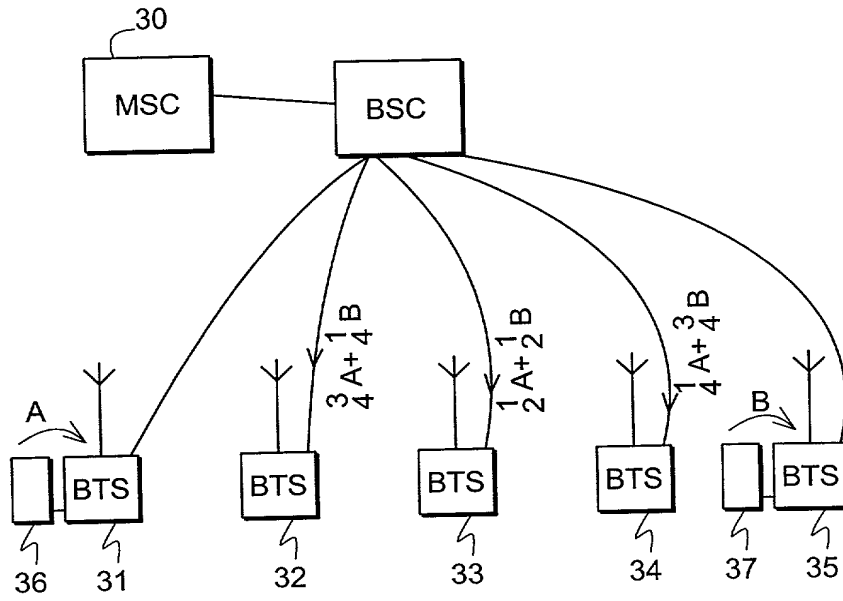 30
MSC
BSC
3/4 A+ 1/4 B
1/2 A+ 1/2 B
1/4 A+ 3/4 B
A
B
BTS
BTS
BTS
BTS
BTS
36
31
32
33
34
37
35